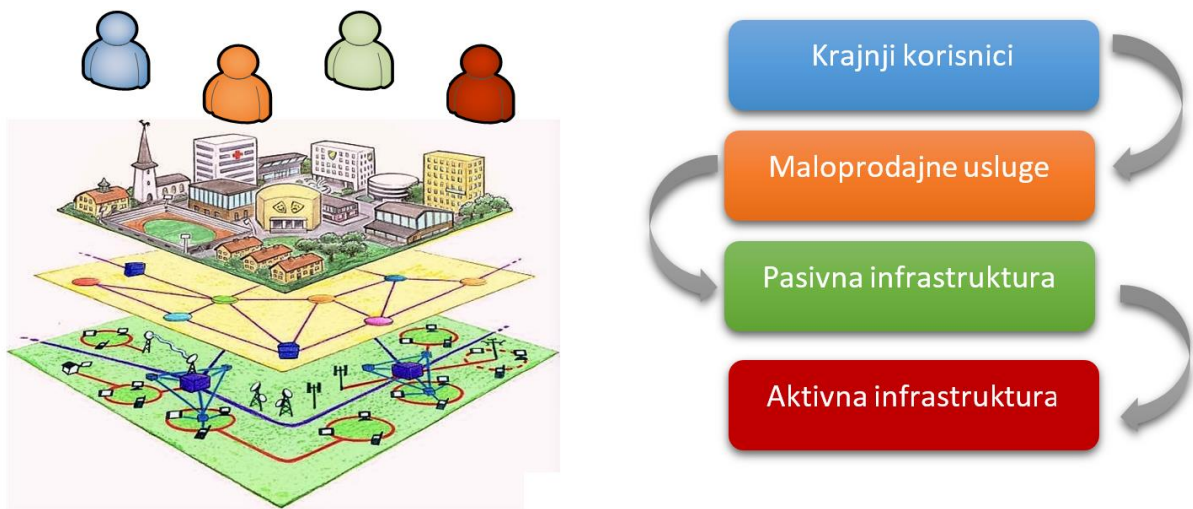 Krajnji korisnici
Maloprodajne usluge
Pasivna infrastruktura
Aktivna infrastruktura